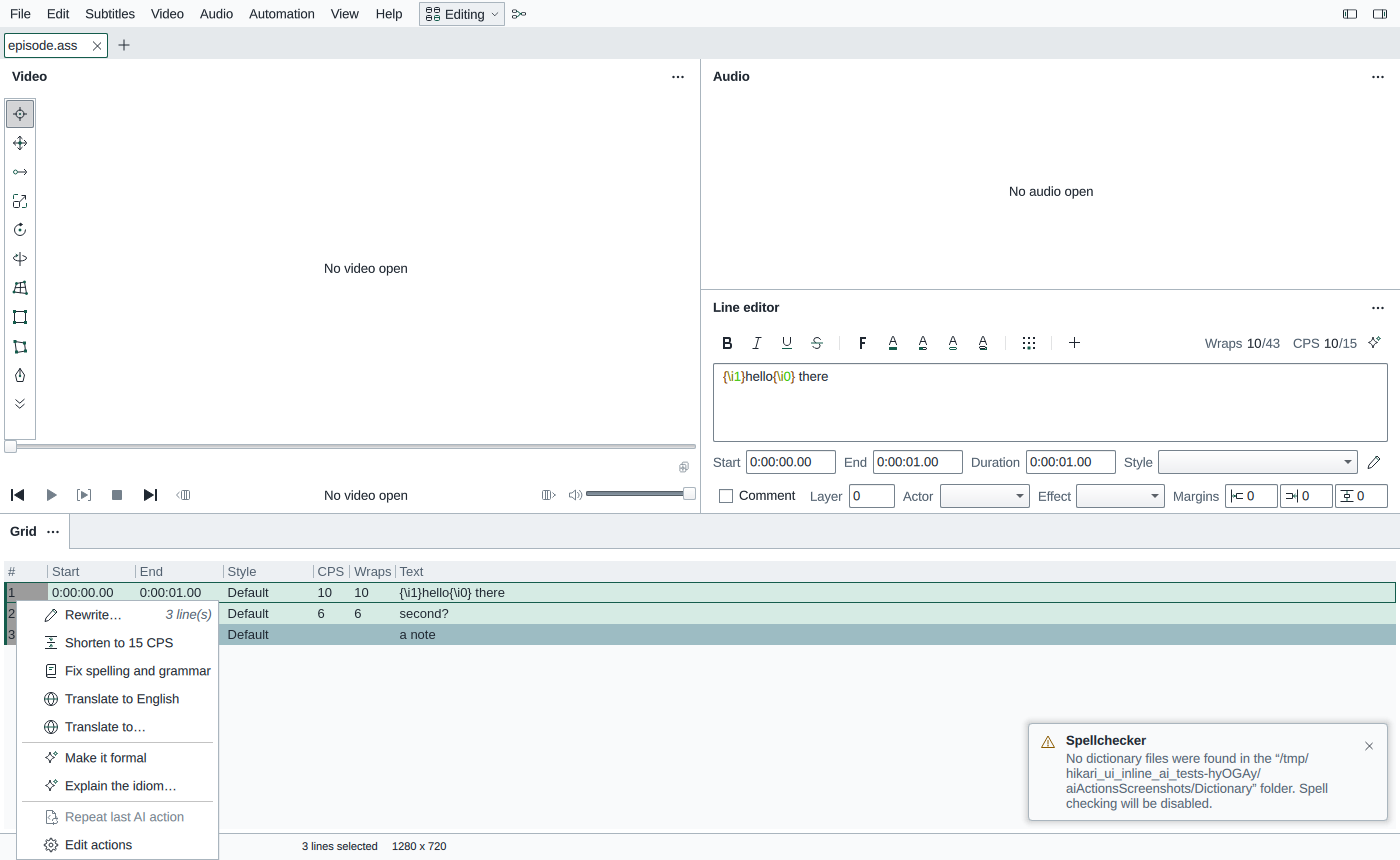 File Edit Subtitles Video Audio Automation View Help Editing
episode.ass
Video
No video open
No video open
Audio
No audio open
Line editor
B I U S F A A A A Wraps 10/43 CPS 10/15
{\i1}hello{\i0} there
Start 0:00:00.00 End 0:00:01.00 Duration 0:00:01.00 Style
Comment Layer 0 Actor Effect Margins 0 0 0
Grid
# Start End Style CPS Wraps Text
1 0:00:00.00 0:00:01.00 Default 10 10 {\i1}hello{\i0} there
2 Default 6 6 second?
3 Default a note
Rewrite… 3 line(s)
Shorten to 15 CPS
Fix spelling and grammar
Translate to English
Translate to…
Make it formal
Explain the idiom…
Repeat last AI action
Edit actions
Spellchecker
No dictionary files were found in the “/tmp/
hikari_ui_inline_ai_tests-hyOGAy/
aiActionsScreenshots/Dictionary” folder. Spell
checking will be disabled.
3 lines selected 1280 x 720